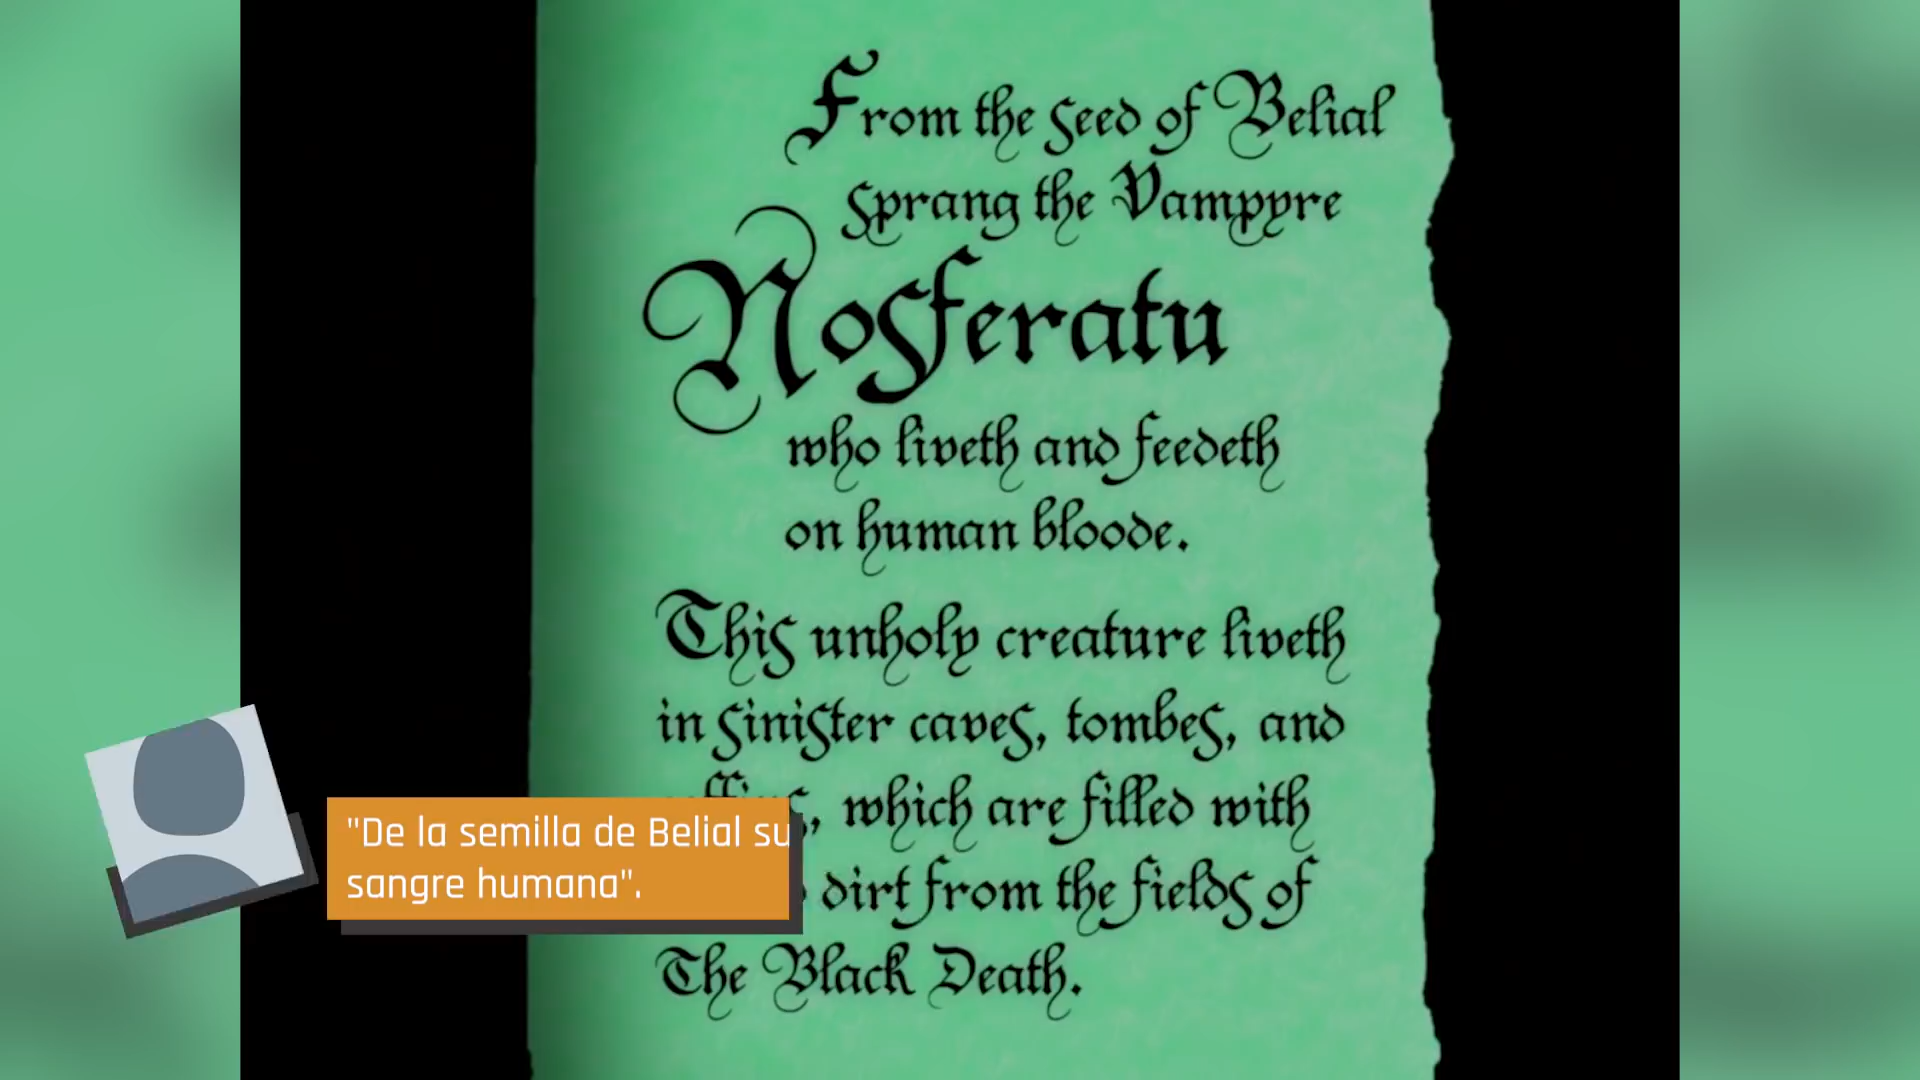 From the seed of Belial
sprang the Vampyre
Nosferatu
who liveth and feedeth
on human bloode.
This unholy creature liveth
in sinister caves, tombes, and
which are filled with
dirt from the fields of
The Black Death.
"De la semilla de Belial su
sangre humana".